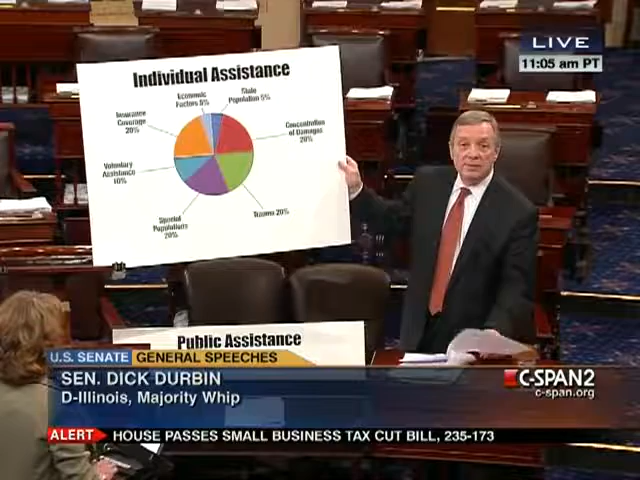 LIVE
11:05 am PT
Individual Assistance
Economic
Factors 5%
State
Population 5%
Insurance
Coverage
20%
Concentration
of Damages
20%
Voluntary
Assistance
10%
Special
Populations
20%
Trauma 20%
Public Assistance
U.S. SENATE
GENERAL SPEECHES
SEN. DICK DURBIN
D-Illinois, Majority Whip
C-SPAN2
c-span.org
ALERT
HOUSE PASSES SMALL BUSINESS TAX CUT BILL, 235-173